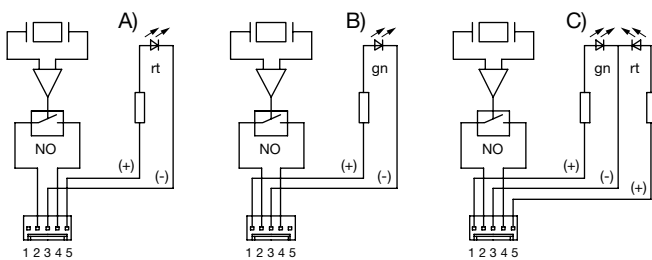 A)
rt
NO
(+)
(-)
1 2 3 4 5
B)
gn
NO
(+)
(-)
1 2 3 4 5
C)
gn
rt
NO
(+)
(-)
(+)
1 2 3 4 5